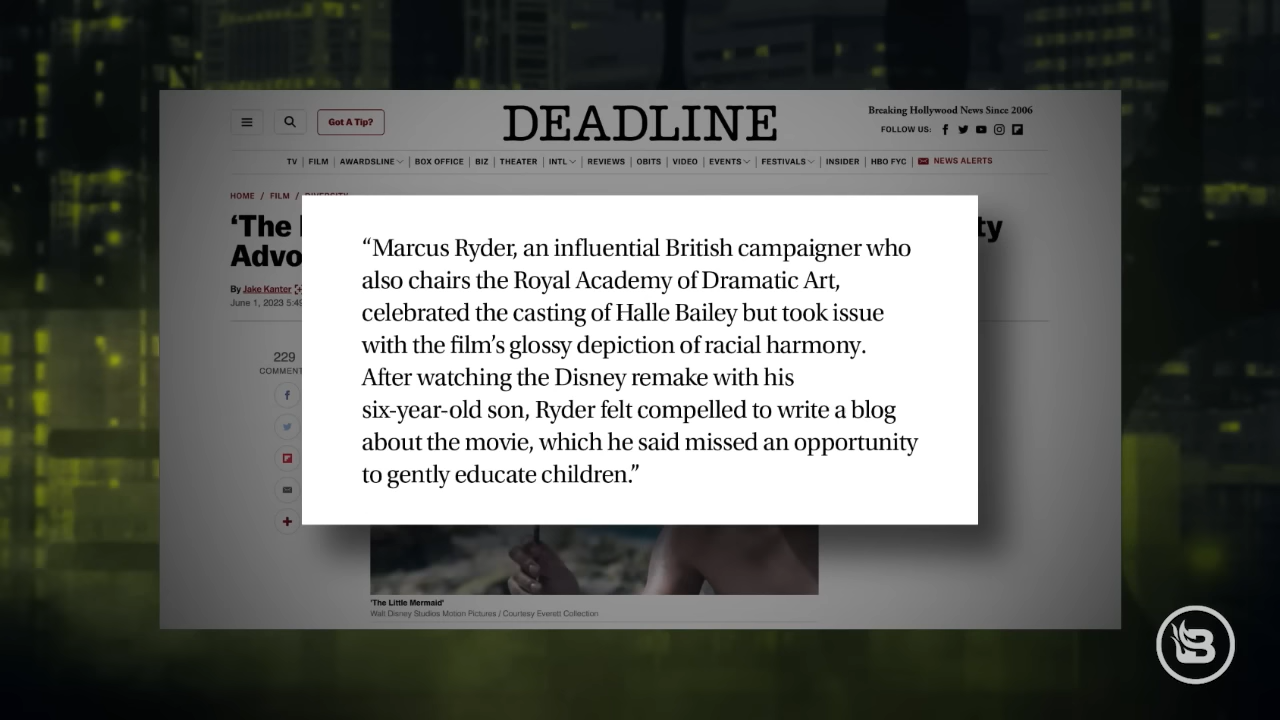 Got A Tip?
DEADLINE
Breaking Hollywood News Since 2006
FOLLOW US:
TV | FILM | AWARDSLINE | BOX OFFICE | BIZ | THEATER | INTL | REVIEWS | OBITS | VIDEO | EVENTS | FESTIVALS | INSIDER | HBO FYC | NEWS ALERTS
HOME / FILM / DIVERSITY
‘The
ty
Advo
By Jake Kanter
June 1, 2023 5:49
229
COMMENT
“Marcus Ryder, an influential British campaigner who
also chairs the Royal Academy of Dramatic Art,
celebrated the casting of Halle Bailey but took issue
with the film’s glossy depiction of racial harmony.
After watching the Disney remake with his
six-year-old son, Ryder felt compelled to write a blog
about the movie, which he said missed an opportunity
to gently educate children.”
'The Little Mermaid'
Walt Disney Studios Motion Pictures / Courtesy Everett Collection
B